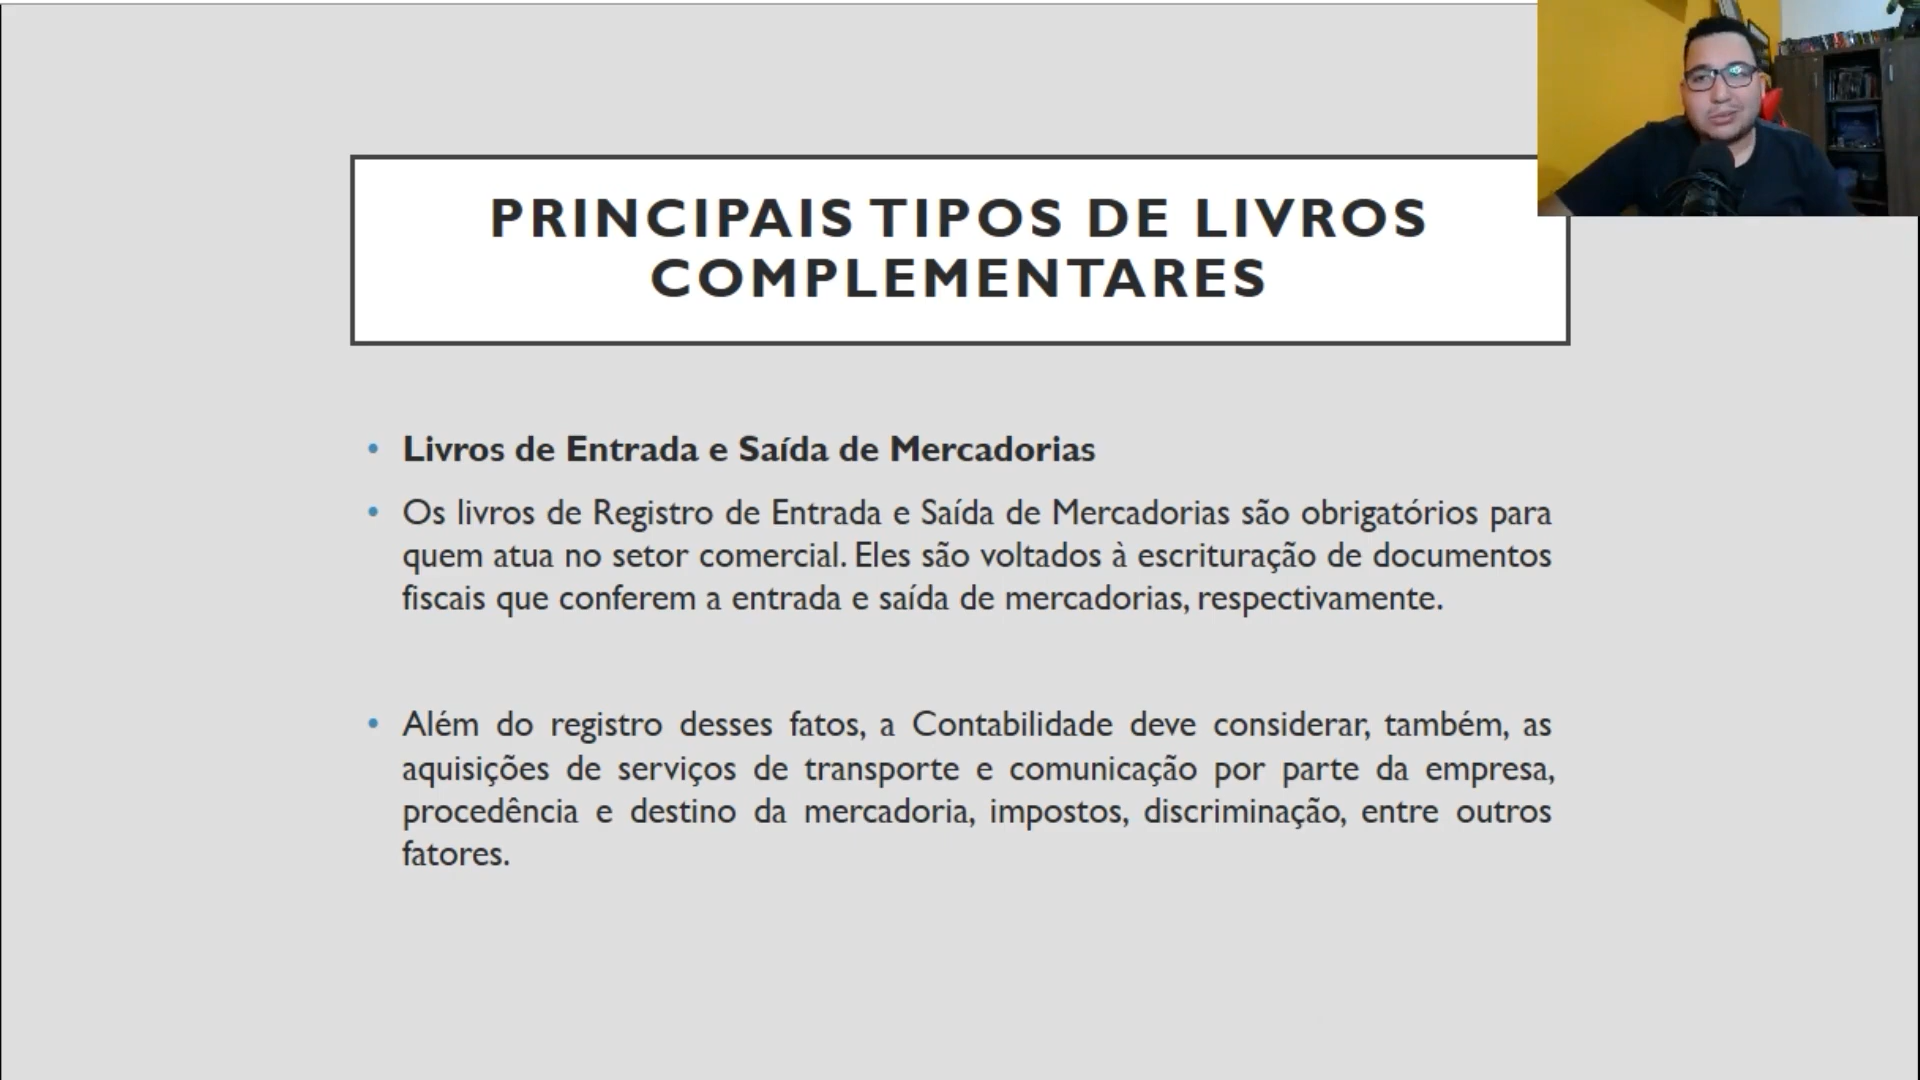 PRINCIPAIS TIPOS DE LIVROS
COMPLEMENTARES
• Livros de Entrada e Saída de Mercadorias
• Os livros de Registro de Entrada e Saída de Mercadorias são obrigatórios para
quem atua no setor comercial. Eles são voltados à escrituração de documentos
fiscais que conferem a entrada e saída de mercadorias, respectivamente.
• Além do registro desses fatos, a Contabilidade deve considerar, também, as
aquisições de serviços de transporte e comunicação por parte da empresa,
procedência e destino da mercadoria, impostos, discriminação, entre outros
fatores.